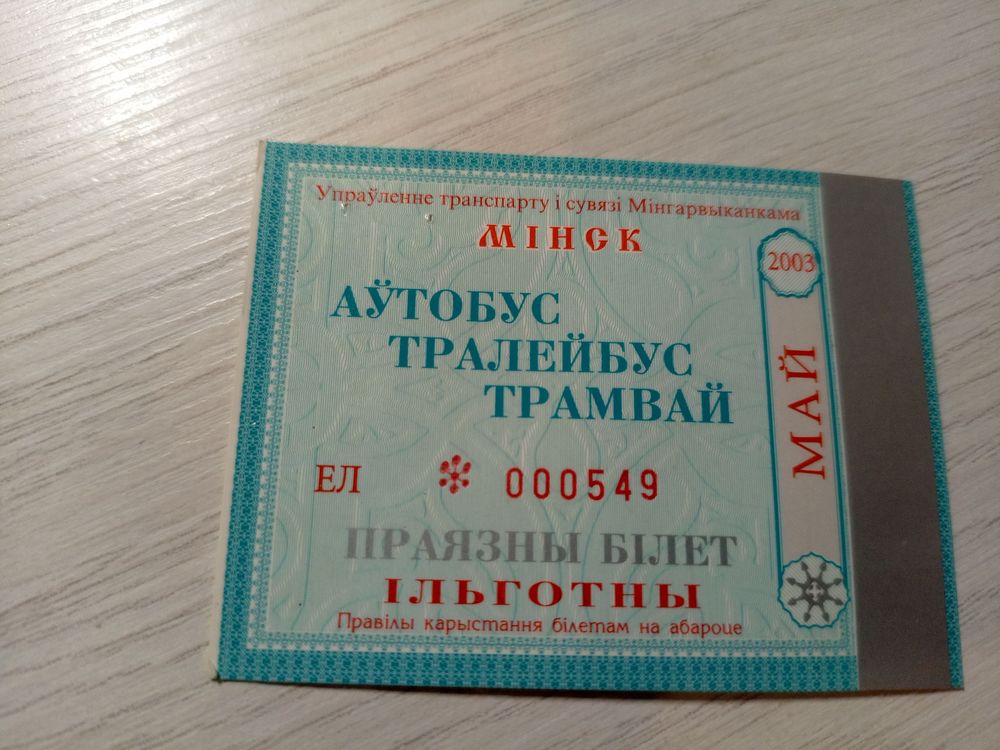 Упраўленне транспарту і сувязі Мінгарвыканкама
МІНСК
2003
АЎТОБУС
ТРАЛЕЙБУС
ТРАМВАЙ
МАЙ
ЕЛ 000549
ПРАЯЗНЫ БІЛЕТ
ІЛЬГОТНЫ
Правілы карыстання білетам на абароце